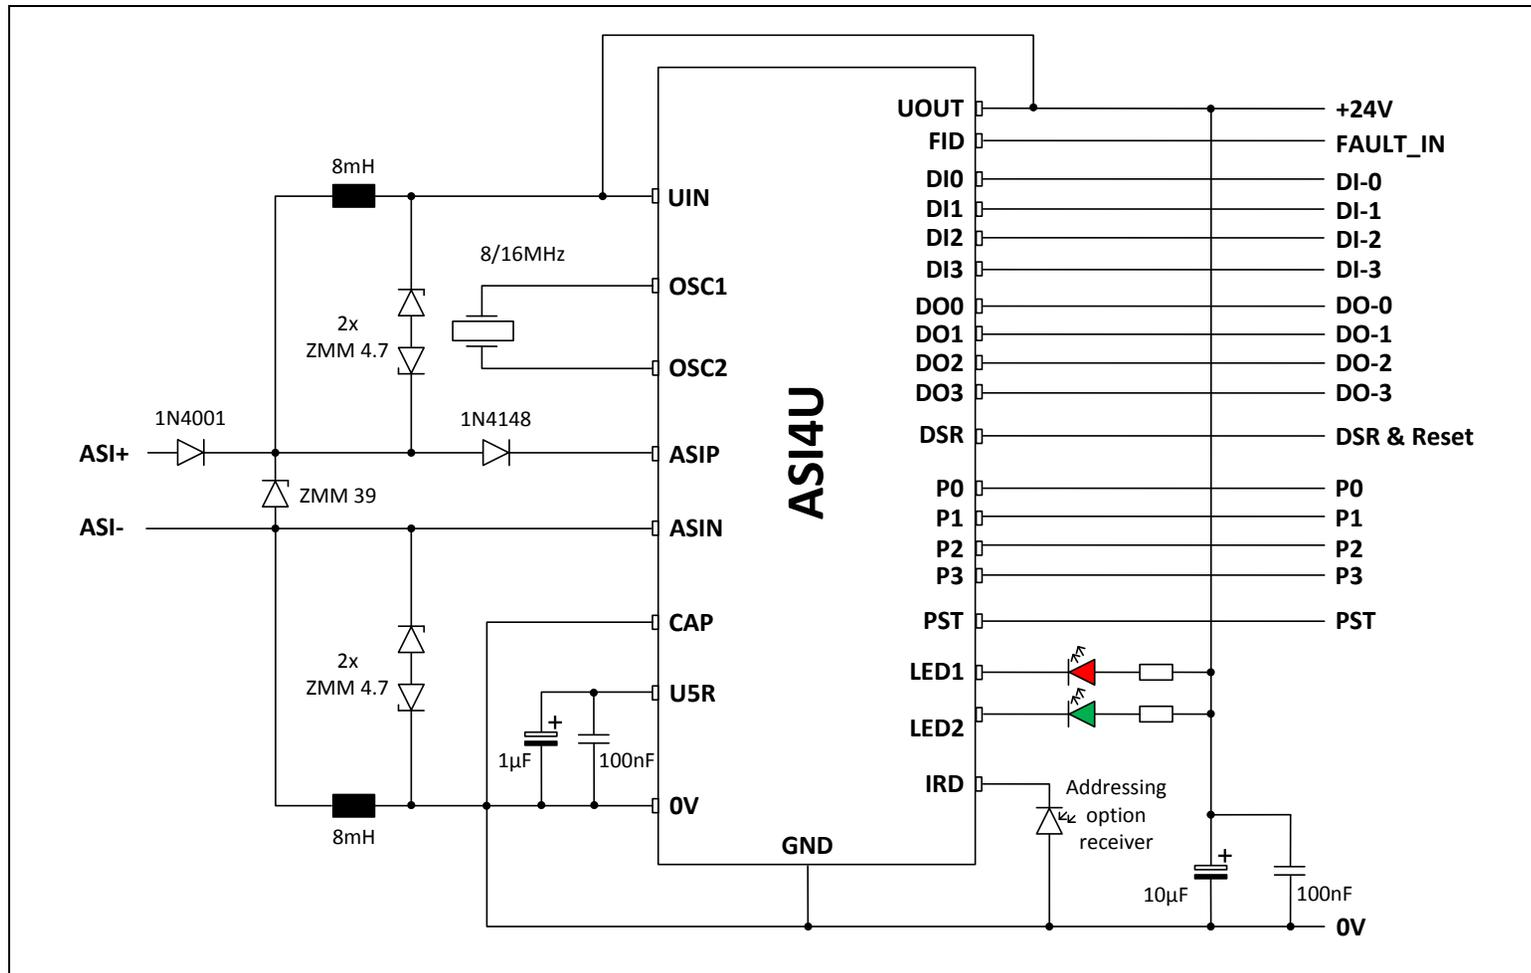 UOUT
+24V
FID
FAULT_IN
8mH
DI0
DI-0
UIN
DI1
DI-1
DI2
DI-2
8/16MHz
DI3
DI-3
OSC1
DO0
DO-0
2x
ZMM 4.7
DO1
DO-1
OSC2
DO2
DO-2
DO3
DO-3
1N4001
1N4148
ASI4U
DSR
DSR & Reset
ASI+
ASIP
P0
P0
ZMM 39
P1
P1
ASI-
ASIN
P2
P2
P3
P3
CAP
PST
PST
2x
ZMM 4.7
LED1
U5R
LED2
+
1µF
100nF
IRD
Addressing
option
receiver
0V
8mH
GND
+
10µF
100nF
0V